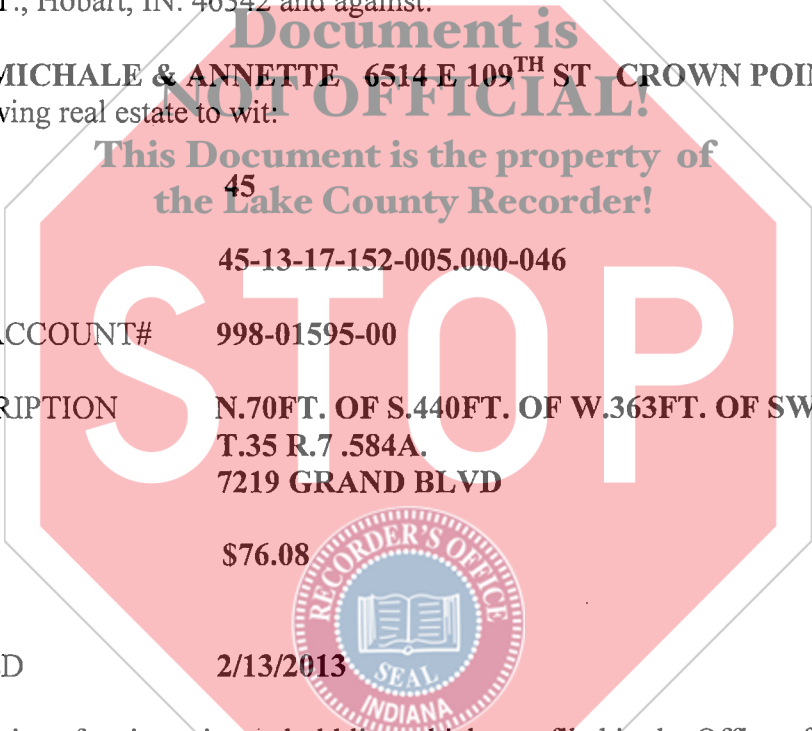 T., Hobart, IN. 46342 and against:
Document is
MICHALE & ANNETTE 6514 E 109TH ST CROWN POIN
NOT OFFICIAL!
ving real estate to wit:
This Document is the property of
45
the Lake County Recorder!
45-13-17-152-005.000-046
STOP
ACCOUNT# 998-01595-00
RIPTION N.70FT. OF S.440FT. OF W.363FT. OF SW
T.35 R.7 .584A.
7219 GRAND BLVD
$76.08
RECORDER'S OFFICE
D 2/13/2013
SEAL
INDIANA